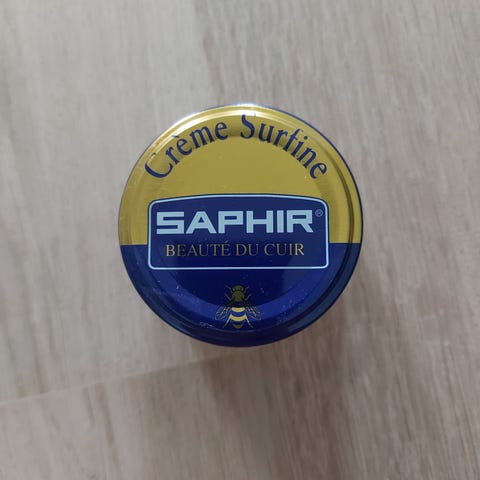 Crème Surfine
SAPHIR®
BEAUTÉ DU CUIR